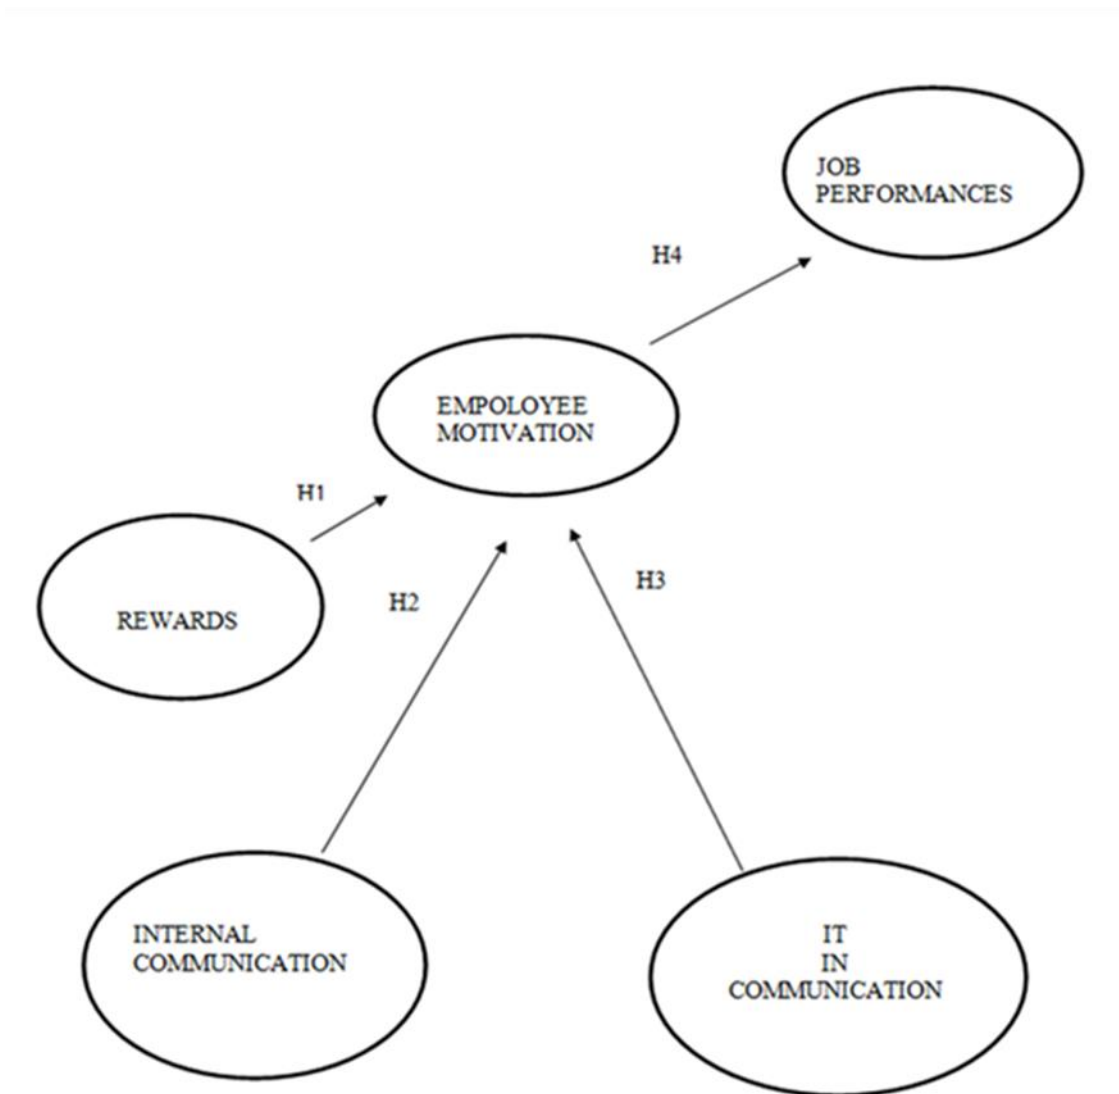 JOB
PERFORMANCES
H4
EMPOLOYEE
MOTIVATION
H1
REWARDS
H2
H3
INTERNAL
COMMUNICATION
IT
IN
COMMUNICATION